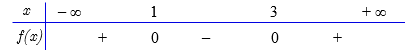 x − ∞ 1 3 + ∞
f(x) + 0 − 0 +